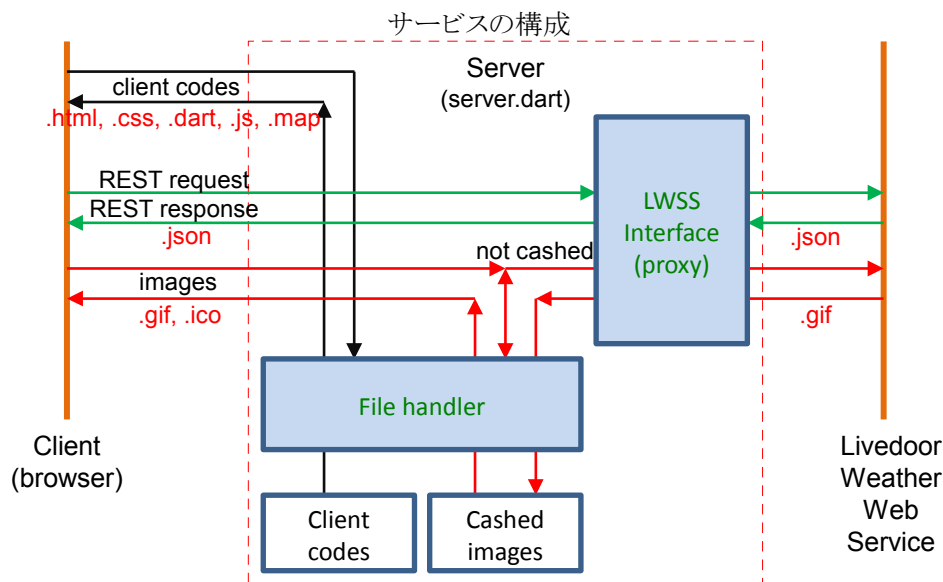 サービスの構成
Server
(server.dart)
client codes
.html, .css, .dart, .js, .map
REST request
REST response
.json
not cashed
images
.gif, .ico
LWSS
Interface
(proxy)
.json
.gif
File handler
Client
codes
Cashed
images
Client
(browser)
Livedoor
Weather
Web
Service